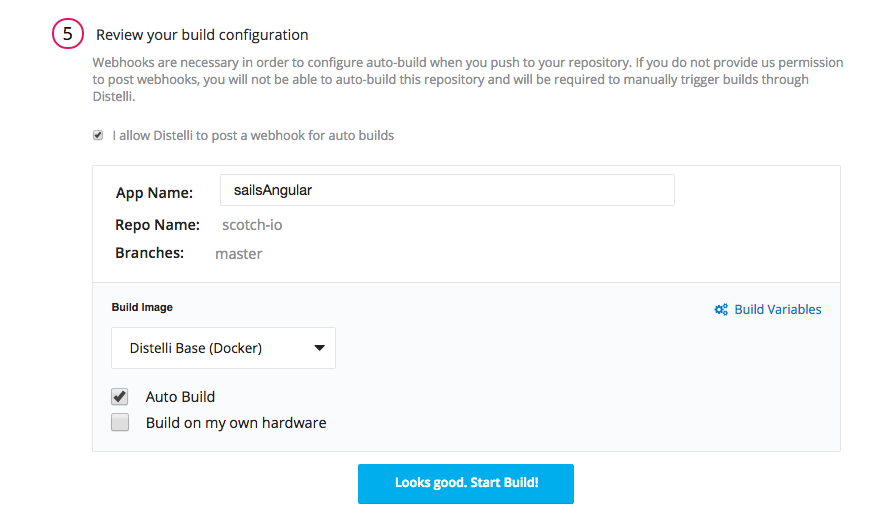 5 Review your build configuration
Webhooks are necessary in order to configure auto-build when you push to your repository. If you do not provide us permission
to post webhooks, you will not be able to auto-build this repository and will be required to manually trigger builds through
Distelli.
I allow Distelli to post a webhook for auto builds
App Name: sailsAngular
Repo Name: scotch-io
Branches: master
Build Image
Build Variables
Distelli Base (Docker)
Auto Build
Build on my own hardware
Looks good. Start Build!